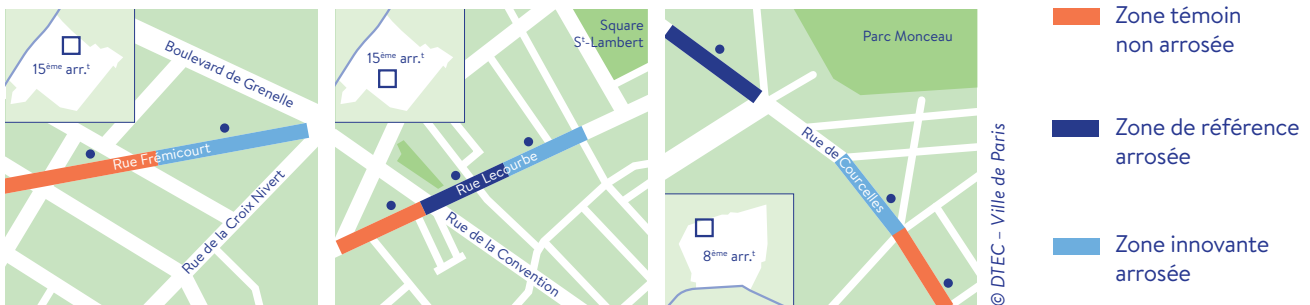 15ème arr.t
Boulevard de Grenelle
Rue Frémicourt
Rue de la Croix Nivert
15ème arr.t
Square
St-Lambert
Rue Lecourbe
Rue de la Convention
Parc Monceau
Rue de Courcelles
8ème arr.t
© DTEC – Ville de Paris
Zone témoin
non arrosée
Zone de référence
arrosée
Zone innovante
arrosée